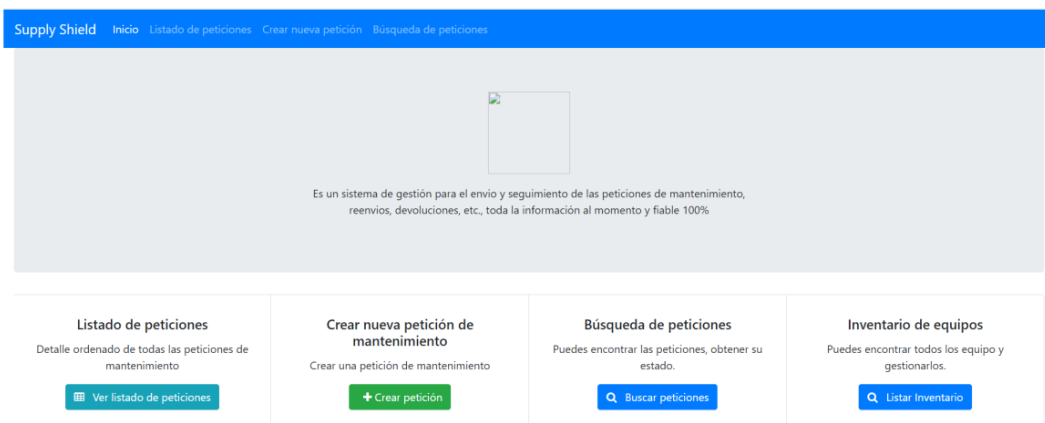 Supply Shield Inicio Listado de peticiones Crear nueva petición Búsqueda de peticiones
Es un sistema de gestión para el envio y seguimiento de las peticiones de mantenimiento,
reenvios, devoluciones, etc., toda la información al momento y fiable 100%
Listado de peticiones
Detalle ordenado de todas las peticiones de
mantenimiento
Ver listado de peticiones
Crear nueva petición de
mantenimiento
Crear una petición de mantenimiento
Crear petición
Búsqueda de peticiones
Puedes encontrar las peticiones, obtener su
estado.
Buscar peticiones
Inventario de equipos
Puedes encontrar todos los equipo y
gestionarlos.
Listar Inventario